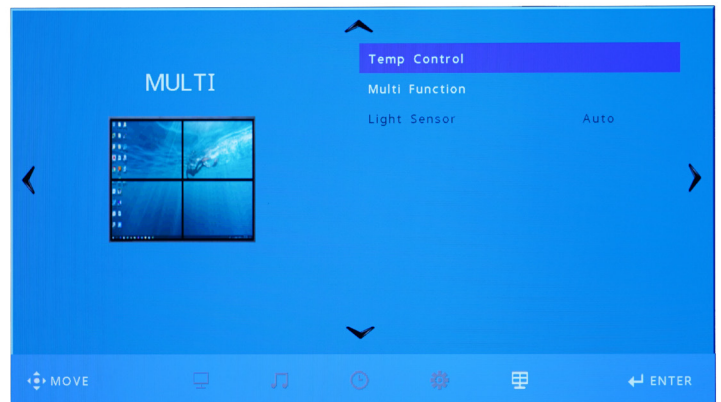 MULTI
Temp Control
Multi Function
Light Sensor Auto
MOVE
ENTER